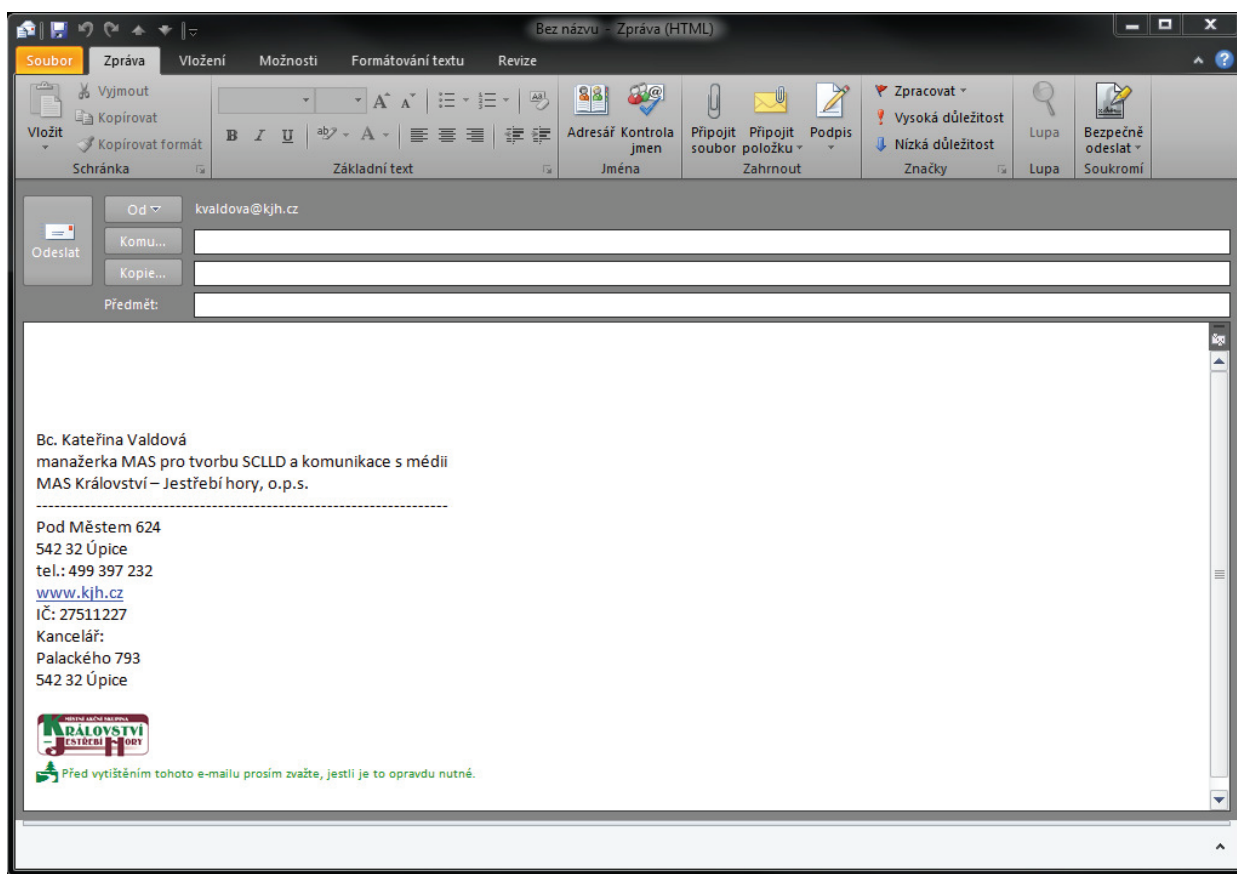 Bez názvu - Zpráva (HTML)
Soubor Zpráva Vložení Možnosti Formátování textu Revize
Vložit
Vyjmout
Kopírovat
Kopírovat formát
Schránka
B I U
Základní text
Adresář Kontrola jmen
Jména
Připojit soubor Připojit položku Podpis
Zahrnout
Zpracovat
Vysoká důležitost
Nízká důležitost
Značky
Lupa
Lupa
Bezpečně odeslat
Soukromí
Odeslat
Od kvaldova@kjh.cz
Komu...
Kopie...
Předmět:
Bc. Kateřina Valdová
manažerka MAS pro tvorbu SCLLD a komunikace s médii
MAS Království – Jestřebí hory, o.p.s.
--------------------------------------------------------------------
Pod Městem 624
542 32 Úpice
tel.: 499 397 232
www.kjh.cz
IČ: 27511227
Kancelář:
Palackého 793
542 32 Úpice
MÍSTNÍ AKČNÍ SKUPINA
KRÁLOVSTVÍ
– JESTŘEBÍ HORY
Před vytištěním tohoto e-mailu prosím zvažte, jestli je to opravdu nutné.